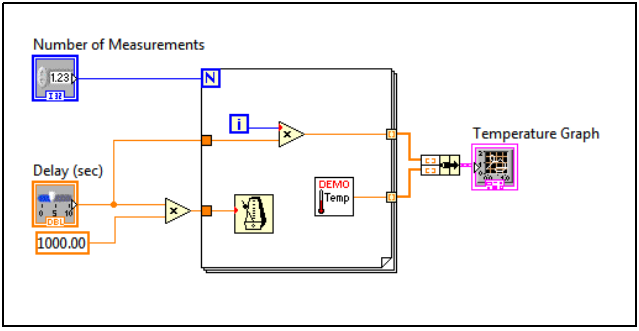 Number of Measurements
1.23
I32
N
i
×
Temperature Graph
Delay (sec)
0 5 10
DBL
×
1000.00
DEMO
Temp